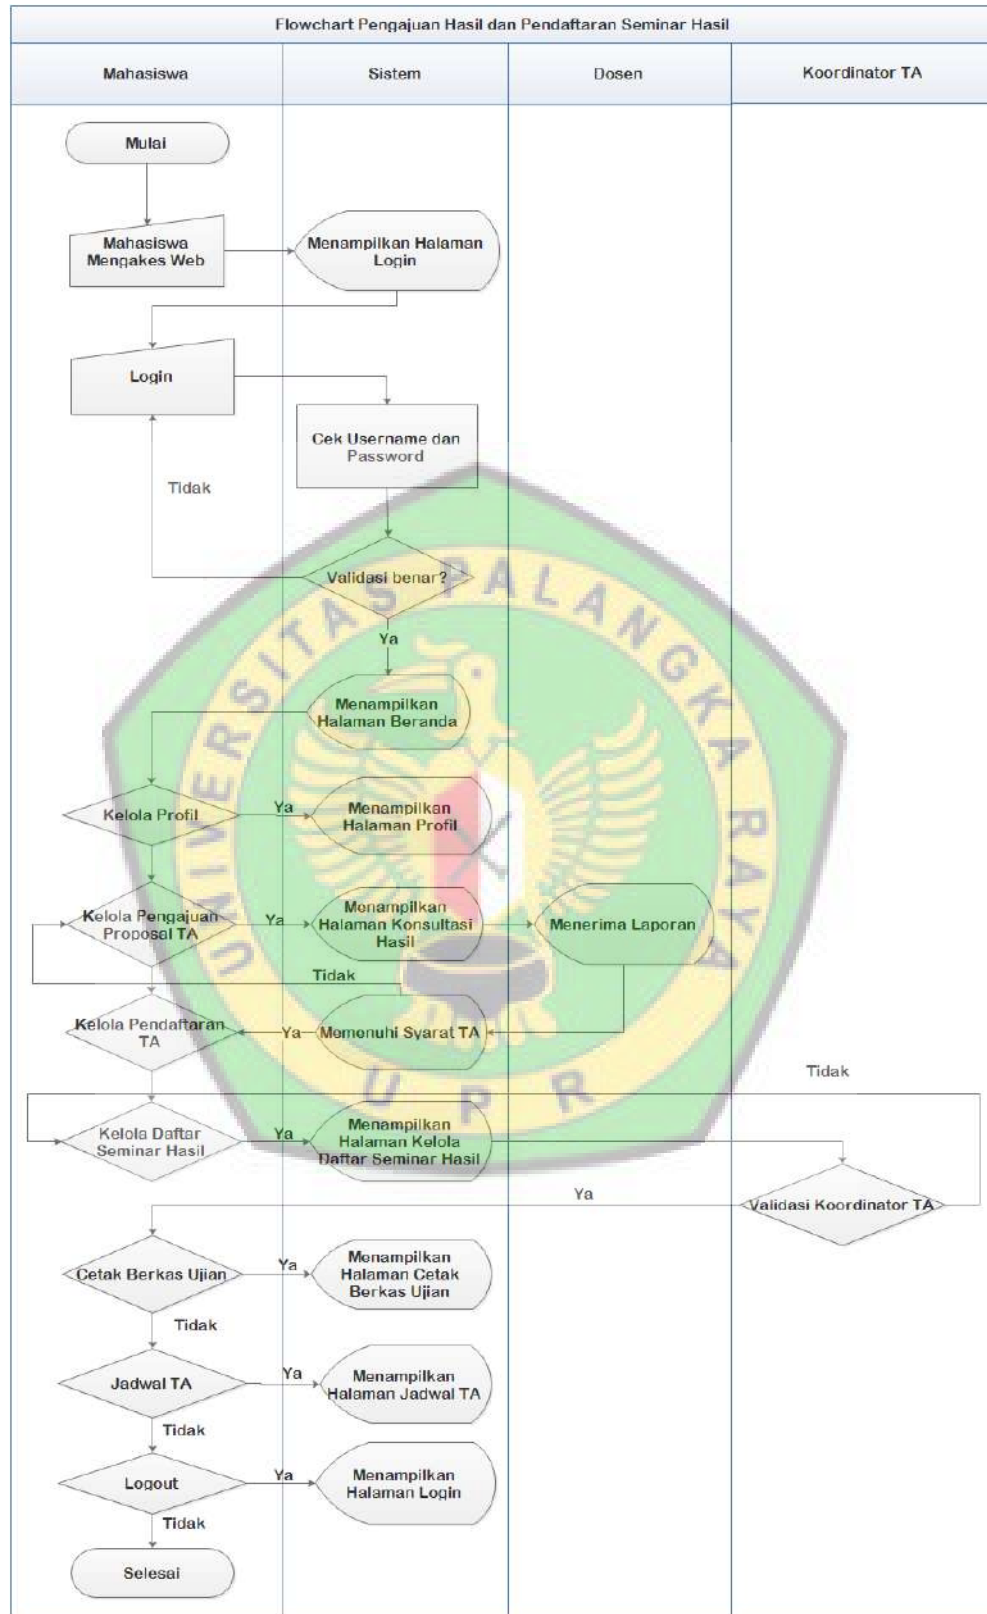 Flowchart Pengajuan Hasil dan Pendaftaran Seminar Hasil
Mahasiswa
Sistem
Dosen
Koordinator TA
Mulai
Mahasiswa
Mengakes Web
Menampilkan Halaman
Login
Login
Cek Username dan
Password
Tidak
Validasi benar?
Ya
Menampilkan
Halaman Beranda
Kelola Profil
Ya
Menampilkan
Halaman Profil
Kelola Pengajuan
Proposal TA
Ya
Menampilkan
Halaman Konsultasi
Hasil
Menerima Laporan
Tidak
Kelola Pendaftaran
TA
Ya
Memenuhi Syarat TA
Tidak
Kelola Daftar
Seminar Hasil
Ya
Menampilkan
Halaman Kelola
Daftar Seminar Hasil
Ya
Validasi Koordinator TA
Cetak Berkas Ujian
Ya
Menampilkan
Halaman Cetak
Berkas Ujian
Tidak
Jadwal TA
Ya
Menampilkan
Halaman Jadwal TA
Tidak
Logout
Ya
Menampilkan
Halaman Login
Tidak
Selesai
UNIVERSITAS PALANGKA RAYA
UPR